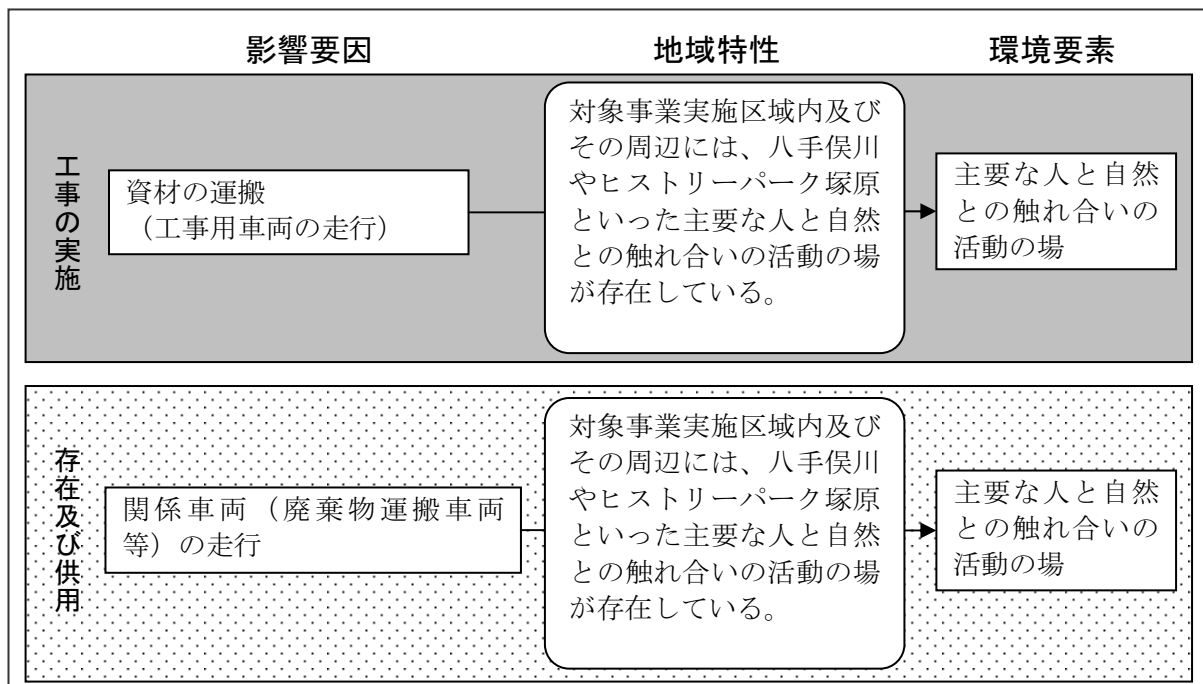 影響要因
地域特性
環境要素
工事の実施
資材の運搬
（工事用車両の走行）
対象事業実施区域内及び
その周辺には、八手俣川
やヒストリーパーク塚原
といった主要な人と自然
との触れ合いの活動の場
が存在している。
主要な人と自然
との触れ合いの
活動の場
存在及び供用
関係車両（廃棄物運搬車両
等）の走行
対象事業実施区域内及び
その周辺には、八手俣川
やヒストリーパーク塚原
といった主要な人と自然
との触れ合いの活動の場
が存在している。
主要な人と自然
との触れ合いの
活動の場